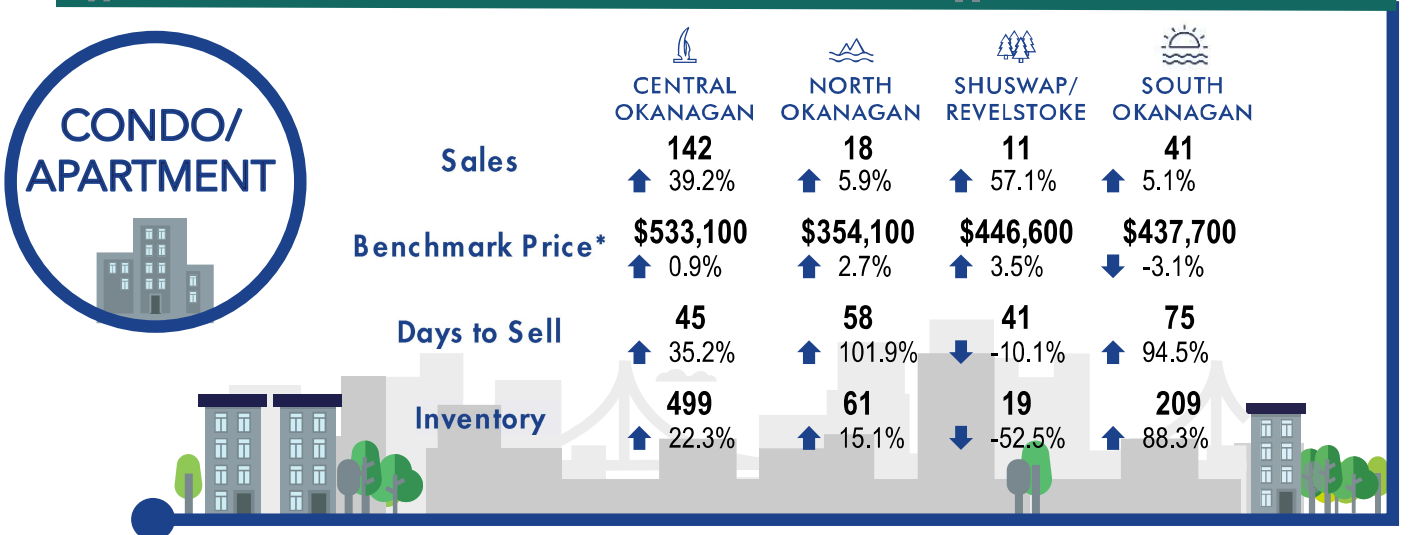 CONDO/
APARTMENT
CENTRAL
OKANAGAN
NORTH
OKANAGAN
SHUSWAP/
REVELSTOKE
SOUTH
OKANAGAN
Sales
142 18 11 41
39.2% 5.9% 57.1% 5.1%
Benchmark Price*
$533,100 $354,100 $446,600 $437,700
0.9% 2.7% 3.5% -3.1%
Days to Sell
45 58 41 75
35.2% 101.9% -10.1% 94.5%
Inventory
499 61 19 209
22.3% 15.1% -52.5% 88.3%